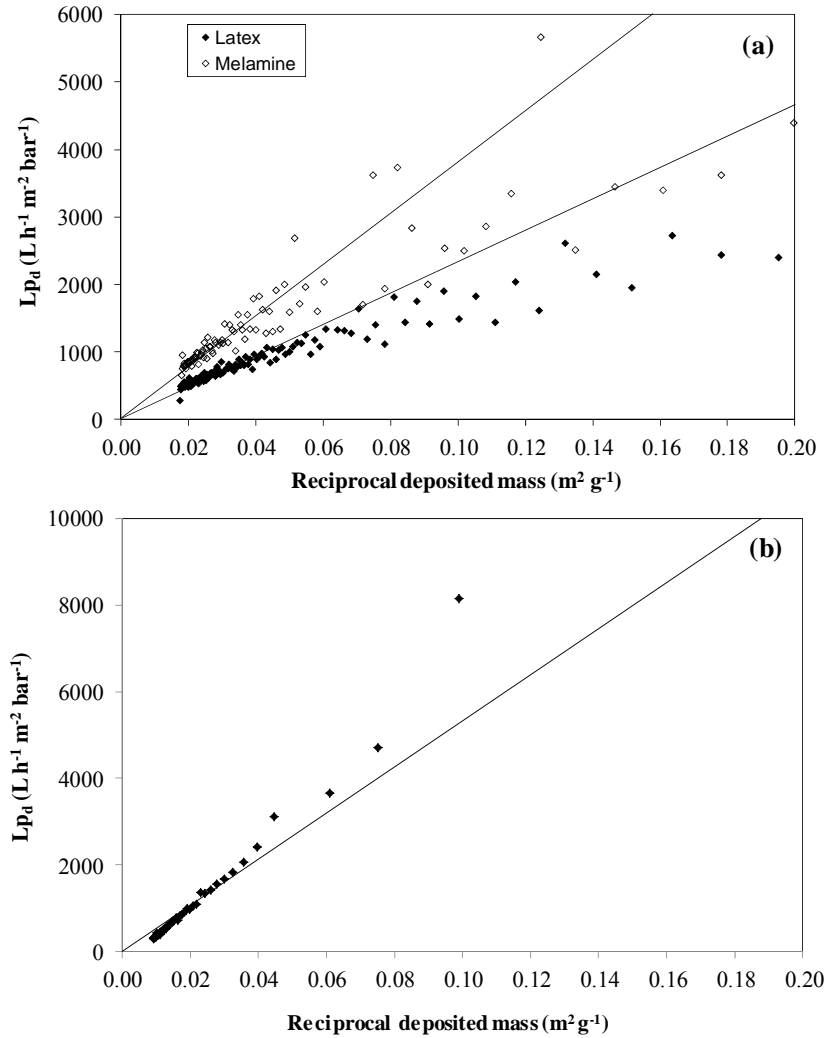 (a)
Latex
Melamine
6000
5000
4000
3000
2000
1000
0
Lp_d (L h⁻¹ m⁻² bar⁻¹)
0.00 0.02 0.04 0.06 0.08 0.10 0.12 0.14 0.16 0.18 0.20
Reciprocal deposited mass (m² g⁻¹)
(b)
10000
8000
6000
4000
2000
0
Lp_d (L h⁻¹ m⁻² bar⁻¹)
0.00 0.02 0.04 0.06 0.08 0.10 0.12 0.14 0.16 0.18 0.20
Reciprocal deposited mass (m² g⁻¹)